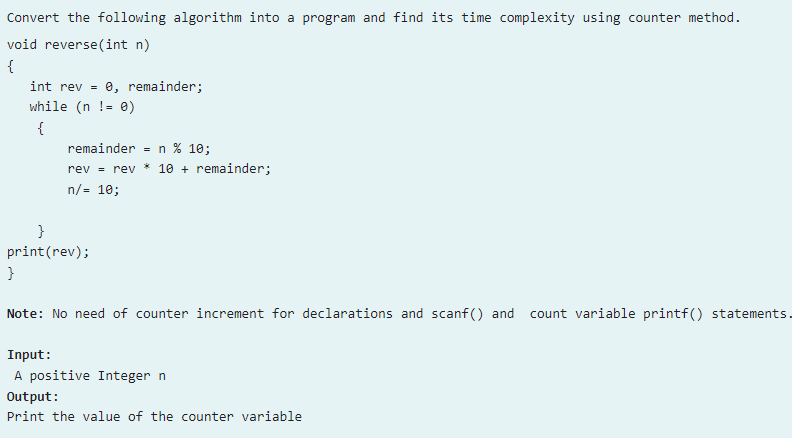 Convert the following algorithm into a program and find its time complexity using counter method.
void reverse(int n)
{
int rev = 0, remainder;
while (n != 0)
{
remainder = n % 10;
rev = rev * 10 + remainder;
n/= 10;
}
print(rev);
}
Note: No need of counter increment for declarations and scanf() and count variable printf() statements.
Input:
A positive Integer n
Output:
Print the value of the counter variable